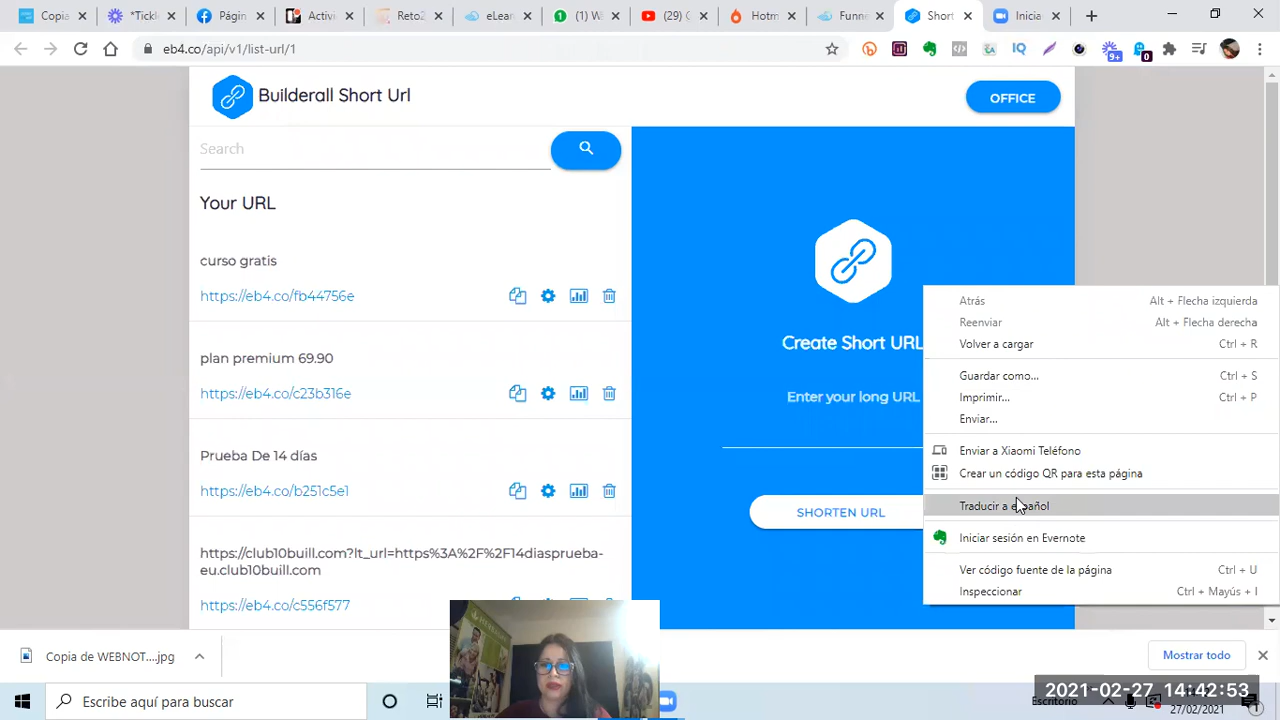 Copia
*Tickl
Págin
Activi
Reto2
eLearn
(1) W
(29) C
Hotm
Funne
Short
Inicia
eb4.co/api/v1/list-url/1
9+
0
Builderall Short Url
OFFICE
Search
Your URL
curso gratis
https://eb4.co/fb44756e
plan premium 69.90
https://eb4.co/c23b316e
Prueba De 14 días
https://eb4.co/b251c5e1
https://club10buill.com?lt_url=https%3A%2F%2F14diasprueba-
eu.club10buill.com
https://eb4.co/c556f577
Create Short URL
Enter your long URL
SHORTEN URL
Atrás Alt + Flecha izquierda
Reenviar Alt + Flecha derecha
Volver a cargar Ctrl + R
Guardar como... Ctrl + S
Imprimir... Ctrl + P
Enviar...
Enviar a Xiaomi Teléfono
Crear un código QR para esta página
Traducir a español
Iniciar sesión en Evernote
Ver código fuente de la página Ctrl + U
Inspeccionar Ctrl + Mayús + I
Copia de WEBNOT....jpg
Mostrar todo
Escribe aquí para buscar
2021-02-27 14:42:53
Escritorio
27/02/2021